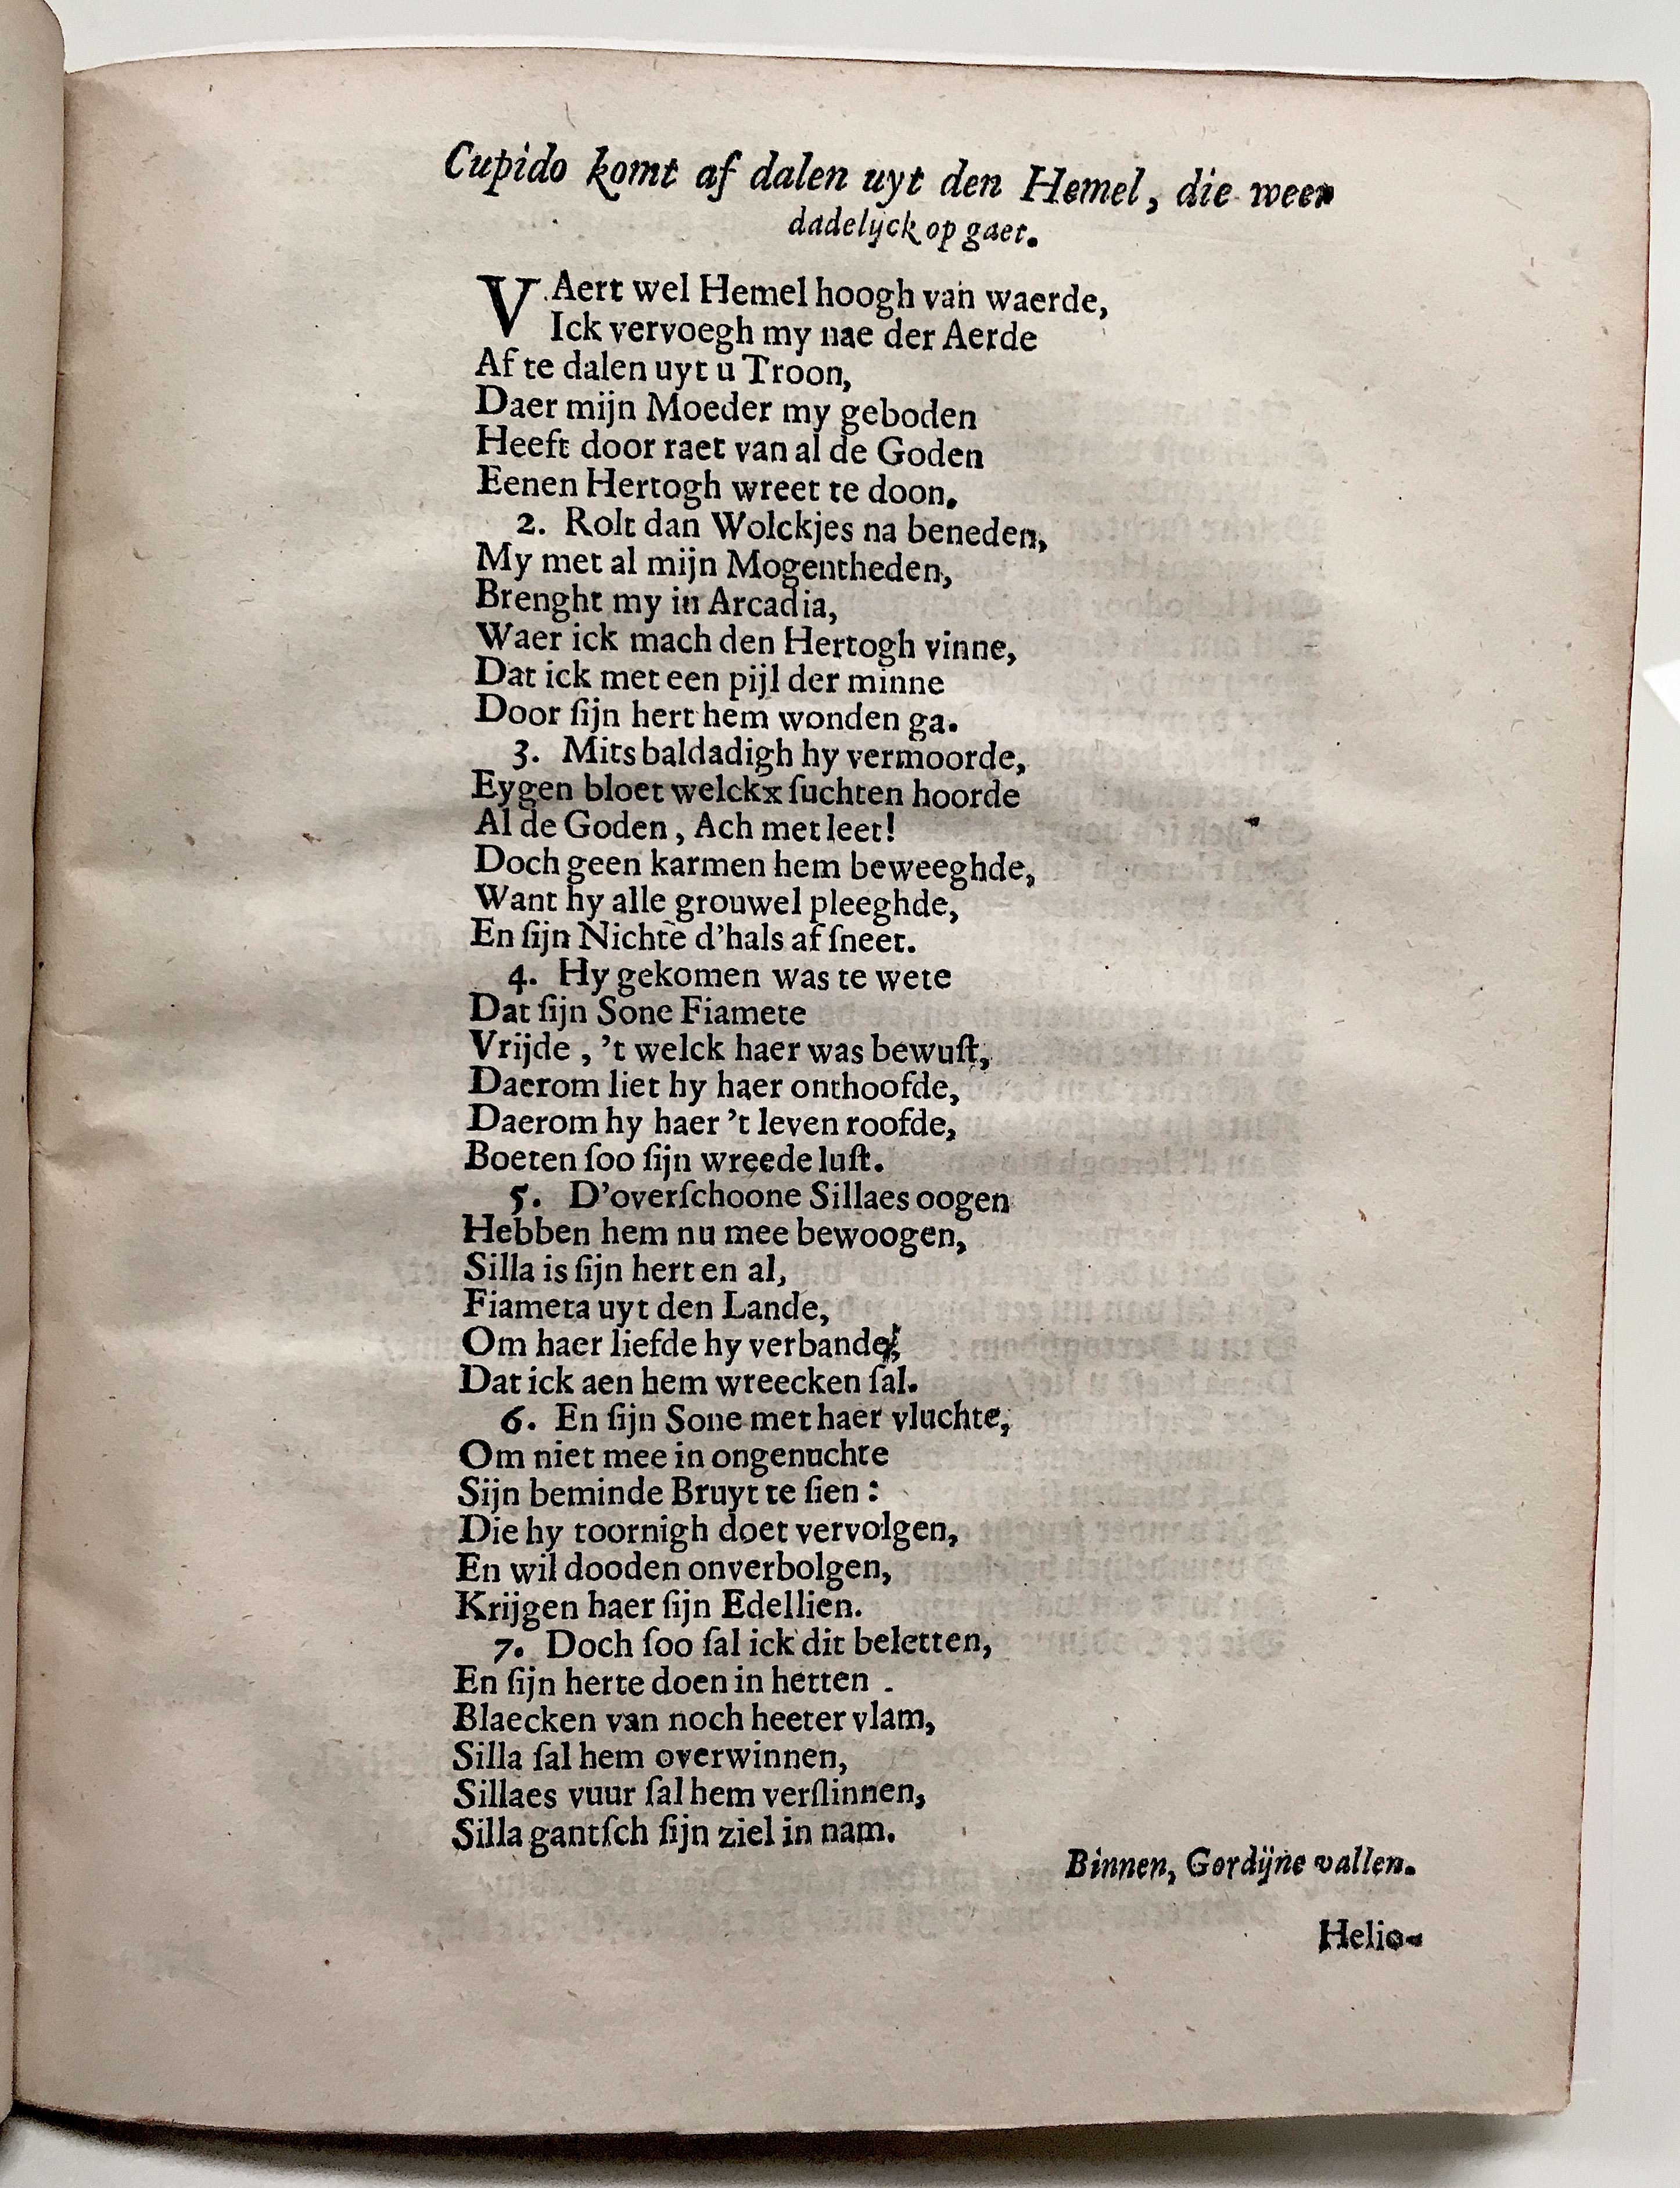 Cupido komt af dalen uyt den Hemel, die weer
dadelijck op gaet.
VAert wel Hemel hoogh van waerde,
Ick vervoegh my nae der Aerde
Af te dalen uyt u Troon,
Daer mijn Moeder my geboden
Heeft door raet van al de Goden
Eenen Hertogh wreet te doon.
2. Rolt dan Wolckjes na beneden,
My met al mijn Mogentheden,
Brenght my in Arcadia,
Waer ick mach den Hertogh vinne,
Dat ick met een pijl der minne
Door ſijn hert hem wonden ga.
3. Mits baldadigh hy vermoorde,
Eygen bloet welckx ſuchten hoorde
Al de Goden, Ach met leet!
Doch geen karmen hem beweeghde,
Want hy alle grouwel pleeghde,
En ſijn Nichte d'hals af ſneet.
4. Hy gekomen was te wete
Dat ſijn Sone Fiamete
Vrijde, 't welck haer was bewuſt,
Daerom liet hy haer onthoofde,
Daerom hy haer 't leven roofde,
Boeten ſoo ſijn wreede luſt.
5. D'overſchoone Sillaes oogen
Hebben hem nu mee bewoogen,
Silla is ſijn hert en al,
Fiameta uyt den Lande,
Om haer liefde hy verbande,
Dat ick aen hem wreecken ſal.
6. En ſijn Sone met haer vluchte,
Om niet mee in ongenuchte
Sijn beminde Bruyt te ſien:
Die hy toornigh doet vervolgen,
En wil dooden onverbolgen,
Krijgen haer ſijn Edellien.
7. Doch ſoo ſal ick dit beletten,
En ſijn herte doen in hetten
Blaecken van noch heeter vlam,
Silla ſal hem overwinnen,
Sillaes vuur ſal hem verſlinnen,
Silla gantſch ſijn ziel in nam.
Binnen, Gordijne vallen.
Helio-